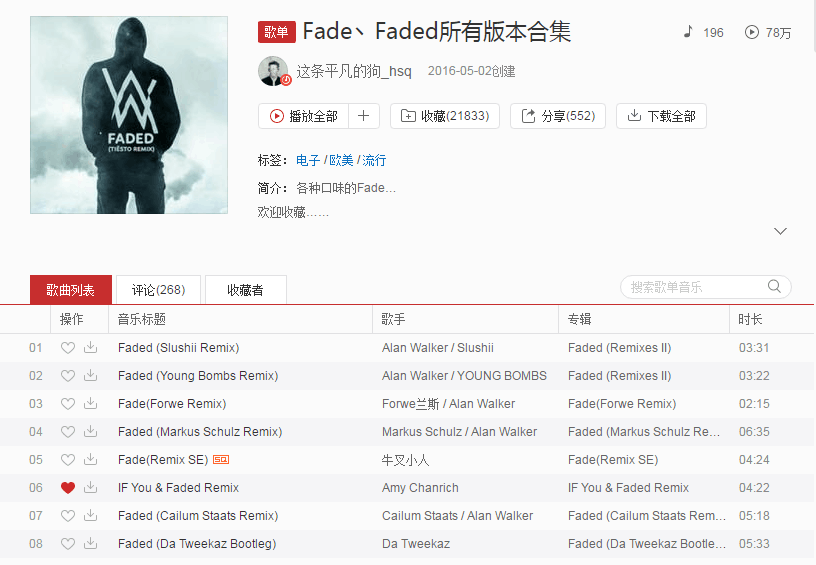 歌单 Fade、Faded所有版本合集
196 78万
这条平凡的狗_hsq 2016-05-02创建
播放全部 收藏(21833) 分享(552) 下载全部
标签： 电子 / 欧美 / 流行
简介： 各种口味的Fade...
欢迎收藏......
FADED
(TIËSTO REMIX)
歌曲列表 评论(268) 收藏者 搜索歌单音乐
操作 音乐标题 歌手 专辑 时长
01 Faded (Slushii Remix) Alan Walker / Slushii Faded (Remixes II) 03:31
02 Faded (Young Bombs Remix) Alan Walker / YOUNG BOMBS Faded (Remixes II) 03:22
03 Fade(Forwe Remix) Forwe兰斯 / Alan Walker Fade(Forwe Remix) 02:15
04 Faded (Markus Schulz Remix) Markus Schulz / Alan Walker Faded (Markus Schulz Re... 06:35
05 Fade(Remix SE) SQ 牛叉小人 Fade(Remix SE) 04:24
06 IF You & Faded Remix Amy Chanrich IF You & Faded Remix 04:22
07 Faded (Cailum Staats Remix) Cailum Staats / Alan Walker Faded (Cailum Staats Rem... 05:18
08 Faded (Da Tweekaz Bootleg) Da Tweekaz Faded (Da Tweekaz Bootle... 05:33